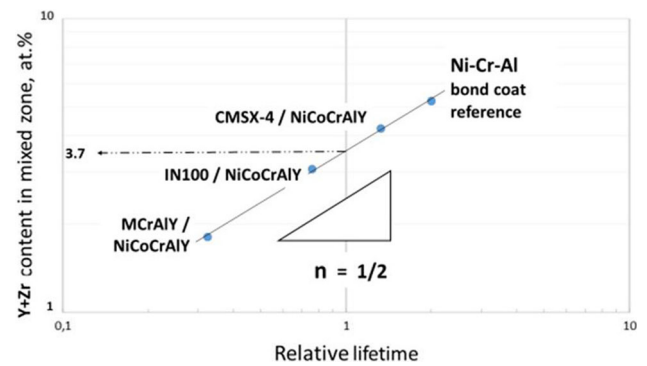 10
Y+Zr content in mixed zone, at.%
Ni-Cr-Al
bond coat
reference
CMSX-4 / NiCoCrAlY
3.7
IN100 / NiCoCrAlY
MCrAlY /
NiCoCrAlY
n = 1/2
1
0,1
1
10
Relative lifetime